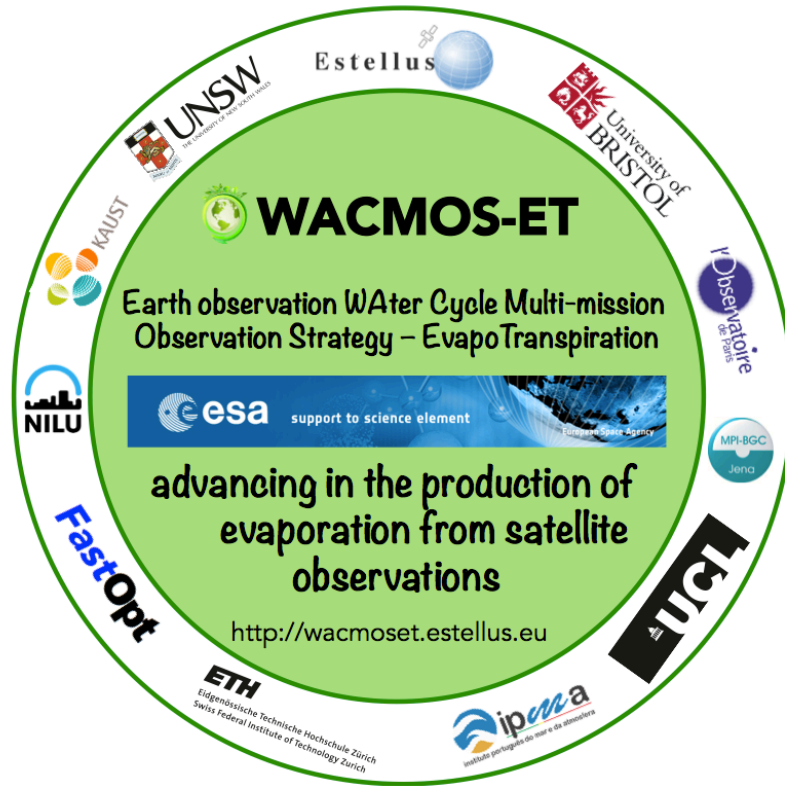 Estellus
University of
BRISTOL
l'Observatoire
de Paris
MPI-BGC
Jena
UCL
ipma
instituto português do mar e da atmosfera
ETH
Eidgenössische Technische Hochschule Zürich
Swiss Federal Institute of Technology Zurich
FastOpt
NILU
KAUST
UNSW
THE UNIVERSITY OF NEW SOUTH WALES
WACMOS-ET
Earth observation WAter Cycle Multi-mission
Observation Strategy – EvapoTranspiration
esa
support to science element
European Space Agency
advancing in the production of
evaporation from satellite
observations
http://wacmoset.estellus.eu